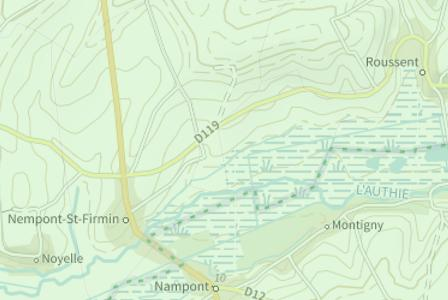 Roussent
D119
L'AUTHIE
Nempont-St-Firmin
Montigny
Noyelle
10
Nampont
D12